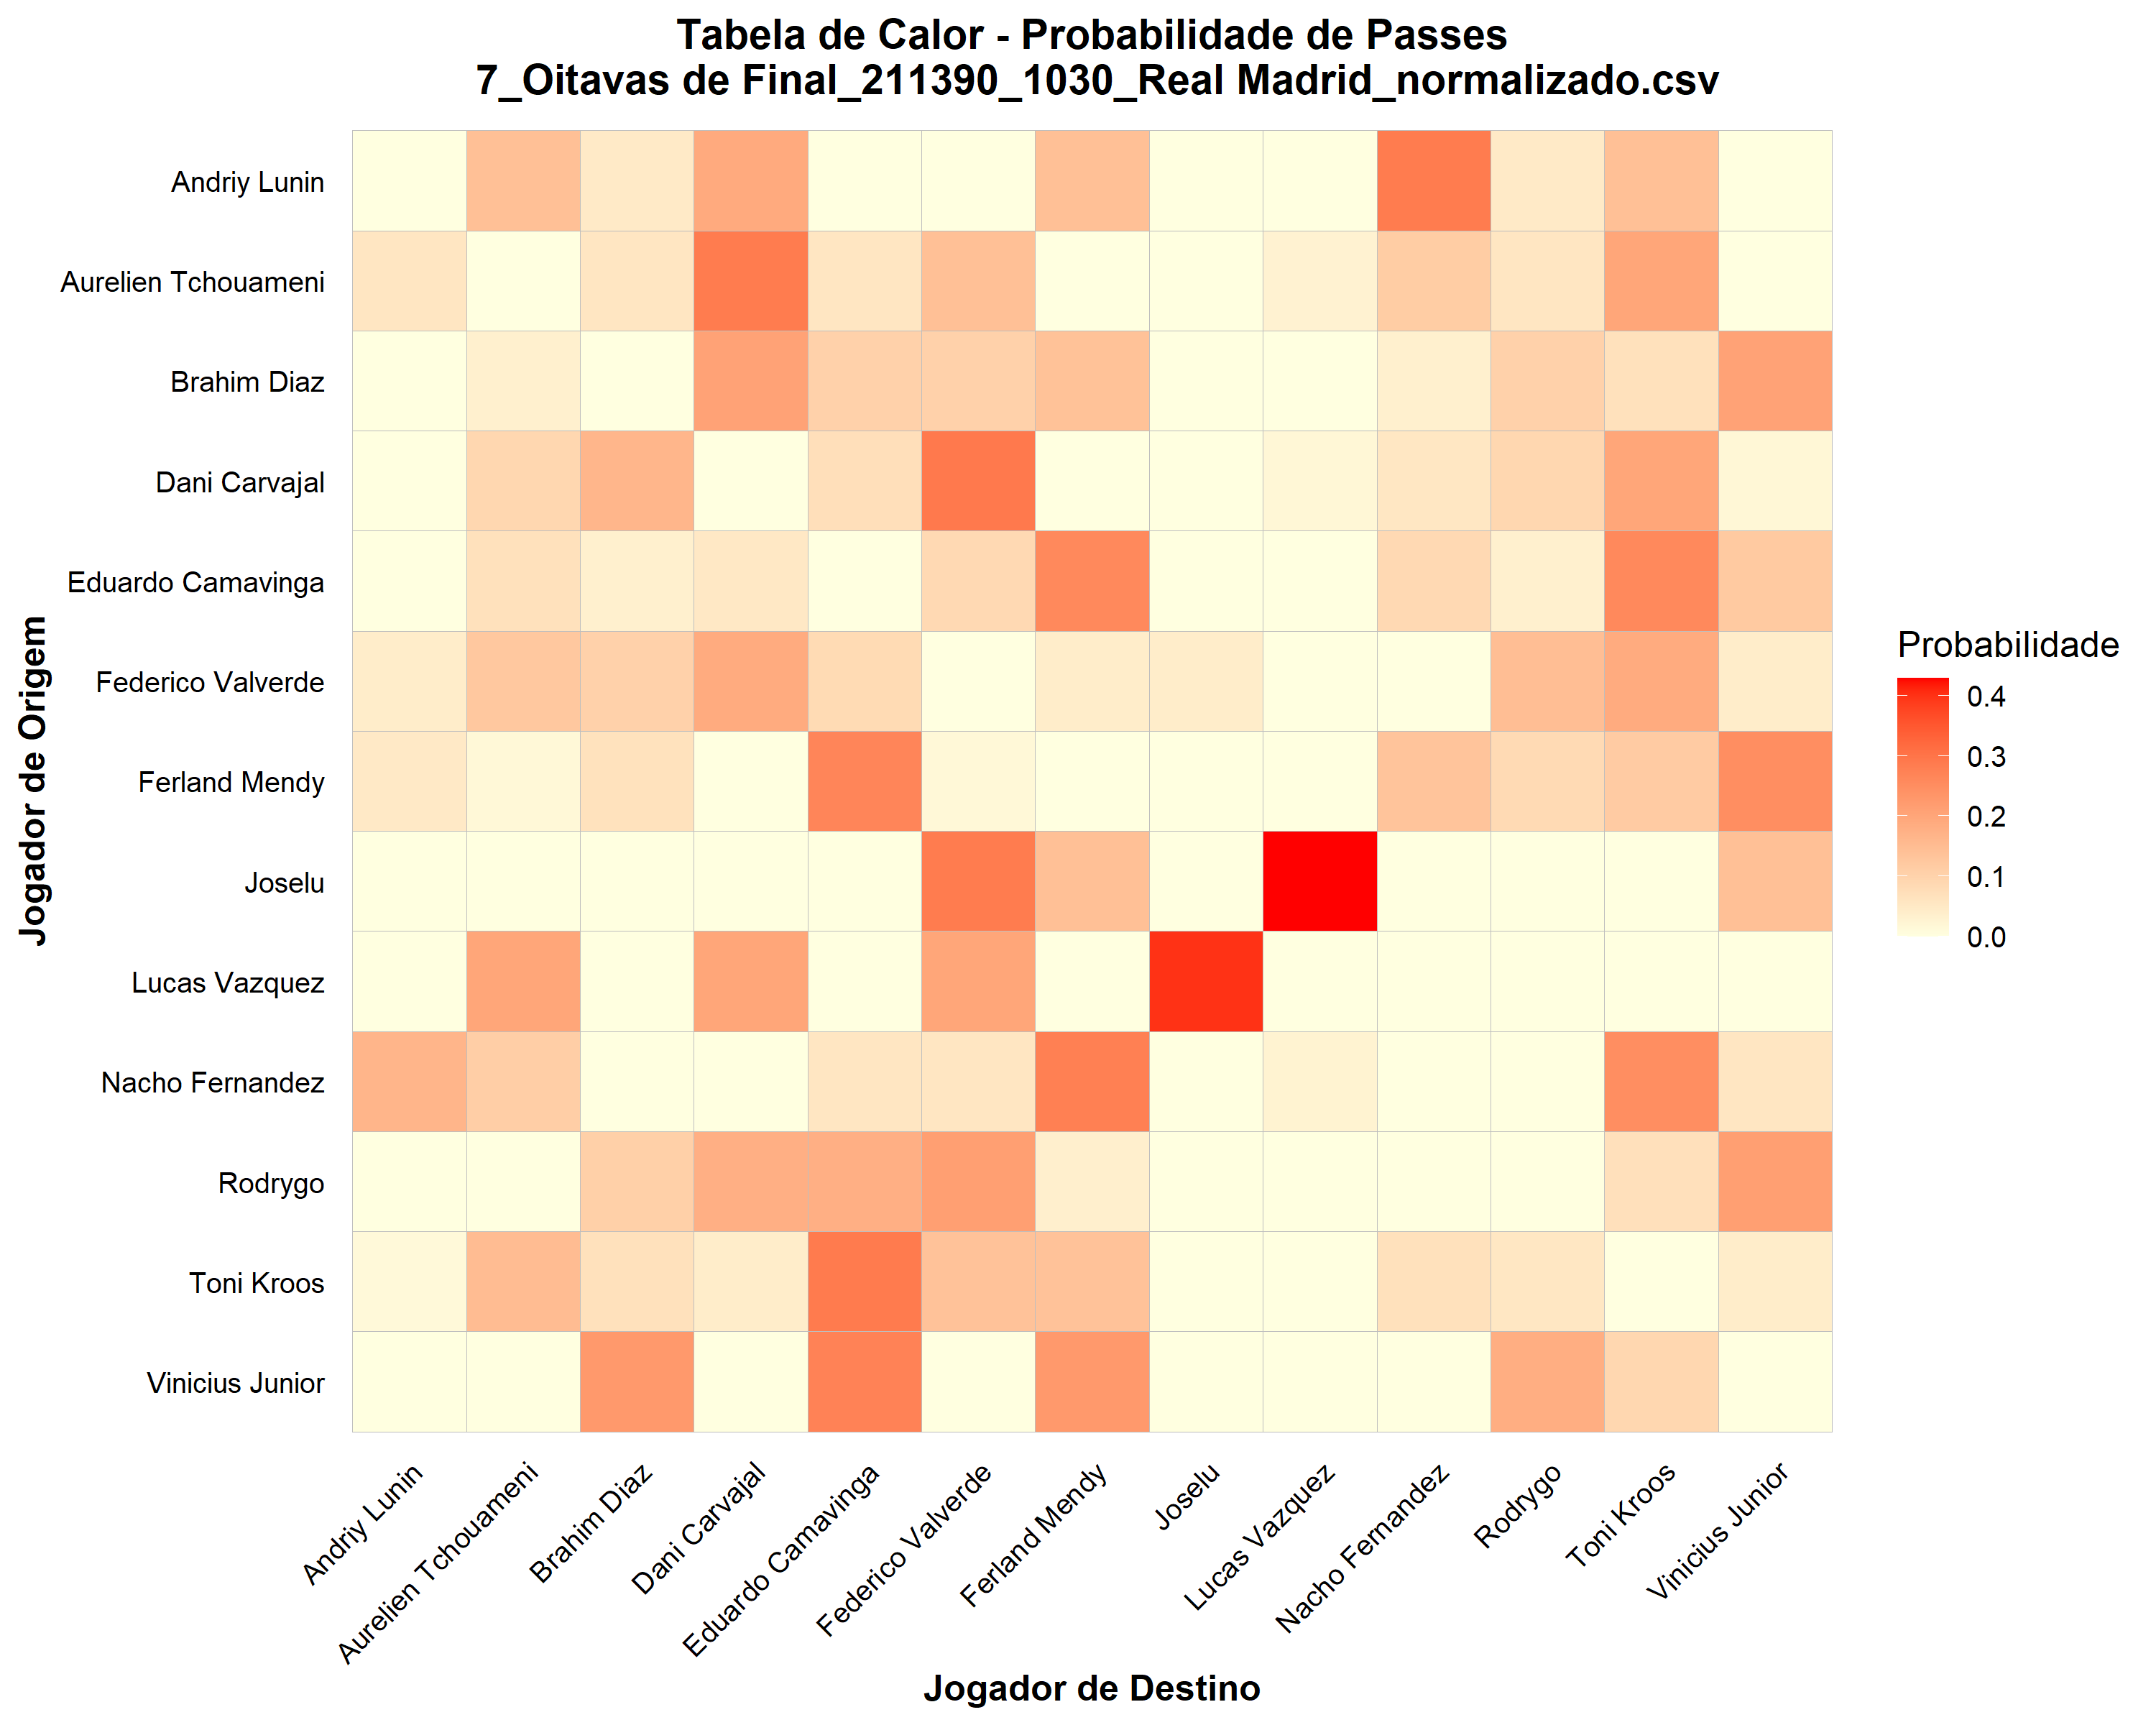 Tabela de Calor - Probabilidade de Passes
7_Oitavas de Final_211390_1030_Real Madrid_normalizado.csv
Jogador de Origem
Andriy Lunin
Aurelien Tchouameni
Brahim Diaz
Dani Carvajal
Eduardo Camavinga
Federico Valverde
Ferland Mendy
Joselu
Lucas Vazquez
Nacho Fernandez
Rodrygo
Toni Kroos
Vinicius Junior
Andriy Lunin
Aurelien Tchouameni
Brahim Diaz
Dani Carvajal
Eduardo Camavinga
Federico Valverde
Ferland Mendy
Joselu
Lucas Vazquez
Nacho Fernandez
Rodrygo
Toni Kroos
Vinicius Junior
Jogador de Destino
Probabilidade
0.4
0.3
0.2
0.1
0.0